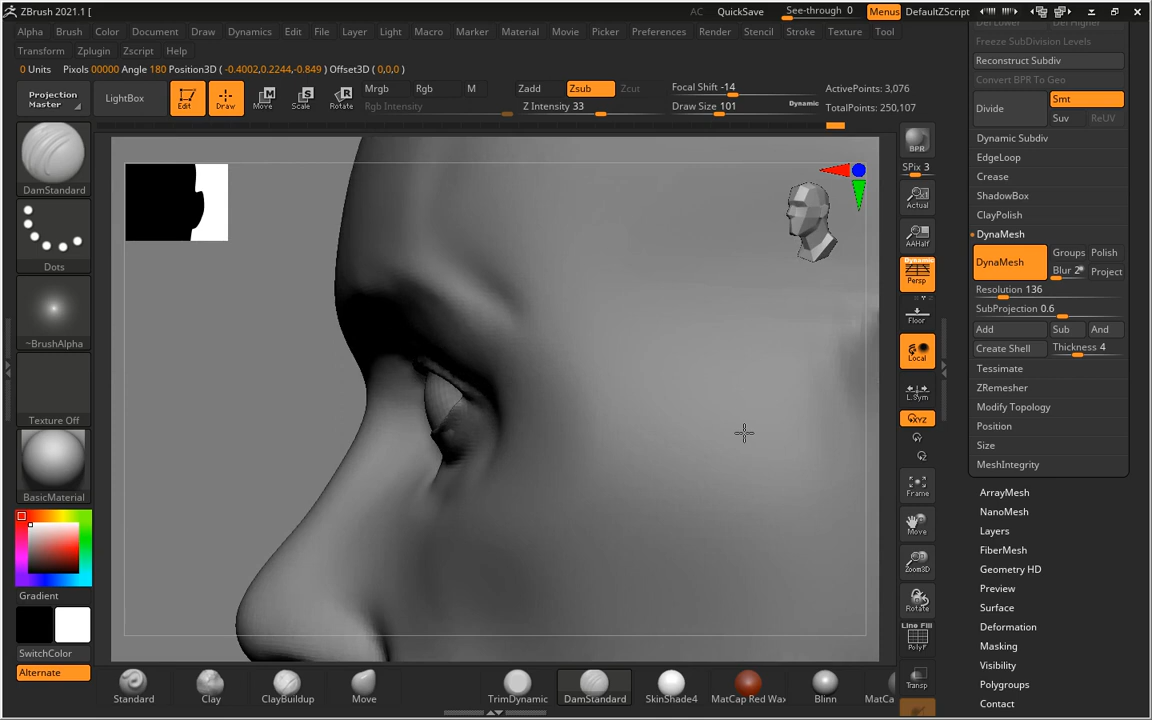 ZBrush 2021.1 [
AC QuickSave See-through 0 Menus DefaultZScript
Alpha Brush Color Document Draw Dynamics Edit File Layer Light Macro Marker Material Movie Picker Preferences Render Stencil Stroke Texture Tool
Transform Zplugin Zscript Help
0 Units Pixols 00000 Angle 180 Position3D ( -0.4002,0.2244,-0.849 ) Offset3D ( 0,0,0 )
Projection Master
LightBox
Edit
Draw
Move
Scale
Rotate
Mrgb Rgb M
Rgb Intensity
Zadd Zsub Zcut
Z Intensity 33
Focal Shift -14
Draw Size 101 Dynamic
ActivePoints: 3,076
TotalPoints: 250,107
DamStandard
Dots
~BrushAlpha
Texture Off
BasicMaterial
Gradient
SwitchColor
Alternate
BPR
SPix 3
Actual
AAHalf
Dynamic
Persp
Floor
Local
L.Sym
XYZ
Frame
Move
Zoom3D
Rotate
Line Fill
PolyF
Transp
Standard
Clay
ClayBuildup
Move
TrimDynamic
DamStandard
SkinShade4
MatCap Red Wa
Blinn
MatCa
Del Lower Del Higher
Freeze SubDivision Levels
Reconstruct Subdiv
Convert BPR To Geo
Divide
Smt
Suv ReUV
Dynamic Subdiv
EdgeLoop
Crease
ShadowBox
ClayPolish
DynaMesh
DynaMesh
Groups Polish
Blur 2 Project
Resolution 136
SubProjection 0.6
Add Sub And
Create Shell Thickness 4
Tessimate
ZRemesher
Modify Topology
Position
Size
MeshIntegrity
ArrayMesh
NanoMesh
Layers
FiberMesh
Geometry HD
Preview
Surface
Deformation
Masking
Visibility
Polygroups
Contact